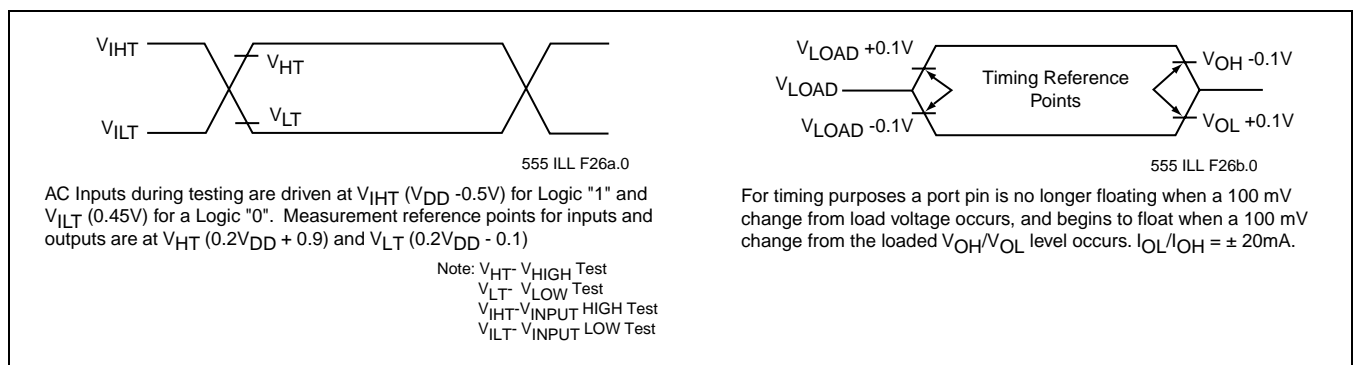 VIHT
VHT
VLT
VILT
555 ILL F26a.0
AC Inputs during testing are driven at VIHT (VDD -0.5V) for Logic "1" and
VILT (0.45V) for a Logic "0". Measurement reference points for inputs and
outputs are at VHT (0.2VDD + 0.9) and VLT (0.2VDD - 0.1)
Note: VHT- VHIGH Test
VLT- VLOW Test
VIHT-VINPUT HIGH Test
VILT- VINPUT LOW Test
VLOAD +0.1V
VLOAD
VLOAD -0.1V
Timing Reference
Points
VOH -0.1V
VOL +0.1V
555 ILL F26b.0
For timing purposes a port pin is no longer floating when a 100 mV
change from load voltage occurs, and begins to float when a 100 mV
change from the loaded VOH/VOL level occurs. IOL/IOH = ± 20mA.